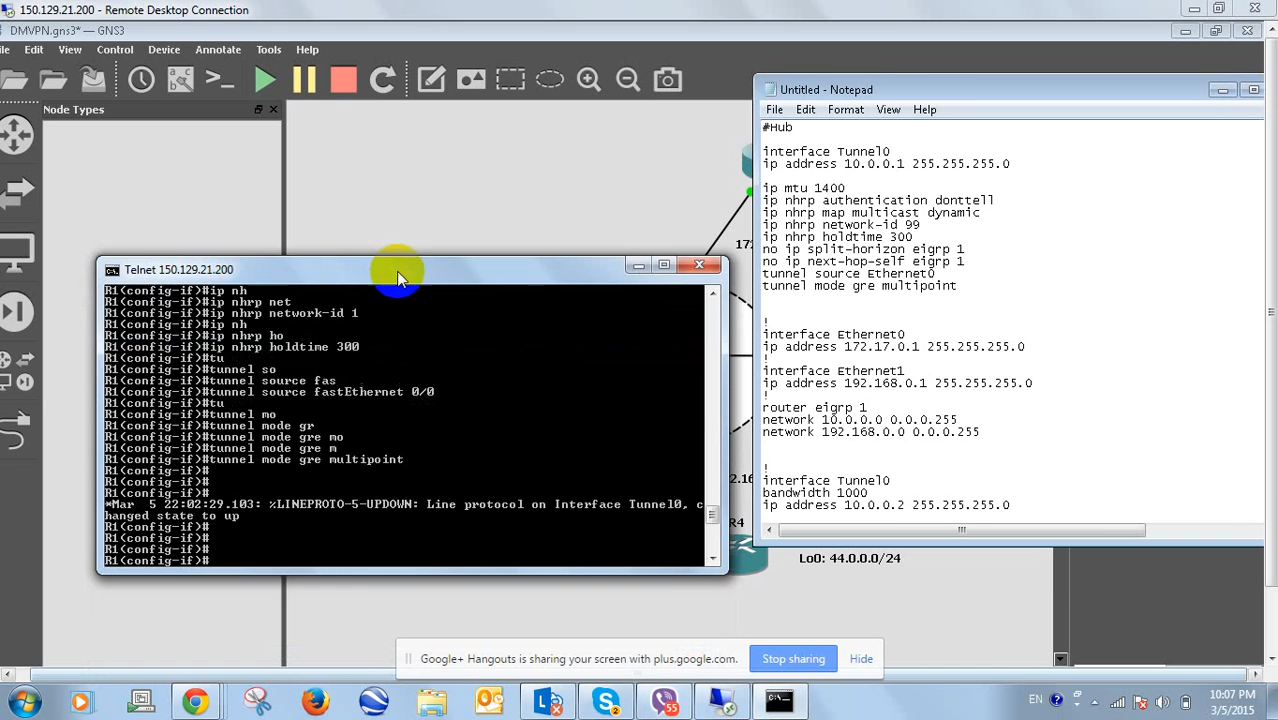 150.129.21.200 - Remote Desktop Connection
DMVPN.gns3* — GNS3
ile Edit View Control Device Annotate Tools Help
Node Types
Untitled - Notepad
File Edit Format View Help
#Hub
interface Tunnel0
ip address 10.0.0.1 255.255.255.0
ip mtu 1400
ip nhrp authentication donttell
ip nhrp map multicast dynamic
ip nhrp network-id 99
ip nhrp holdtime 300
no ip split-horizon eigrp 1
no ip next-hop-self eigrp 1
tunnel source Ethernet0
tunnel mode gre multipoint
!
interface Ethernet0
ip address 172.17.0.1 255.255.255.0
!
interface Ethernet1
ip address 192.168.0.1 255.255.255.0
!
router eigrp 1
network 10.0.0.0 0.0.0.255
network 192.168.0.0 0.0.0.255
!
interface Tunnel0
bandwidth 1000
ip address 10.0.0.2 255.255.255.0
172
2.16
R4
Lo0: 44.0.0.0/24
Telnet 150.129.21.200
R1(config-if)#ip nh
R1(config-if)#ip nhrp net
R1(config-if)#ip nhrp network-id 1
R1(config-if)#ip nh
R1(config-if)#ip nhrp ho
R1(config-if)#ip nhrp holdtime 300
R1(config-if)#tu
R1(config-if)#tunnel so
R1(config-if)#tunnel source fas
R1(config-if)#tunnel source fastEthernet 0/0
R1(config-if)#tu
R1(config-if)#tunnel mo
R1(config-if)#tunnel mode gr
R1(config-if)#tunnel mode gre mo
R1(config-if)#tunnel mode gre m
R1(config-if)#tunnel mode gre multipoint
R1(config-if)#
R1(config-if)#
*Mar  5 22:02:29.103: %LINEPROTO-5-UPDOWN: Line protocol on Interface Tunnel0, c
hanged state to up
R1(config-if)#
R1(config-if)#
R1(config-if)#
R1(config-if)#
Google+ Hangouts is sharing your screen with plus.google.com. Stop sharing Hide
2
55
EN
10:07 PM
3/5/2015